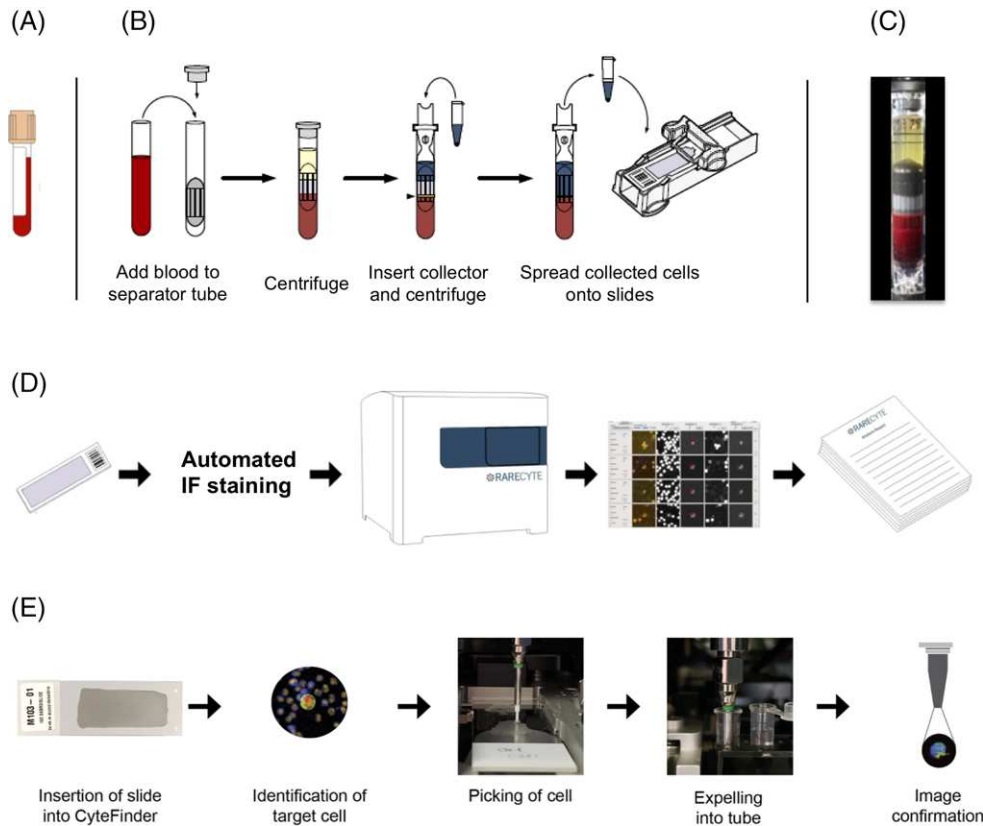 (A)
(B)
(C)
Add blood to
separator tube
Centrifuge
Insert collector
and centrifuge
Spread collected cells
onto slides
(D)
Automated
IF staining
RARECYTE
RARECYTE
(E)
M103 – 01
Insertion of slide
into CyteFinder
Identification of
target cell
Picking of cell
Expelling
into tube
Image
confirmation